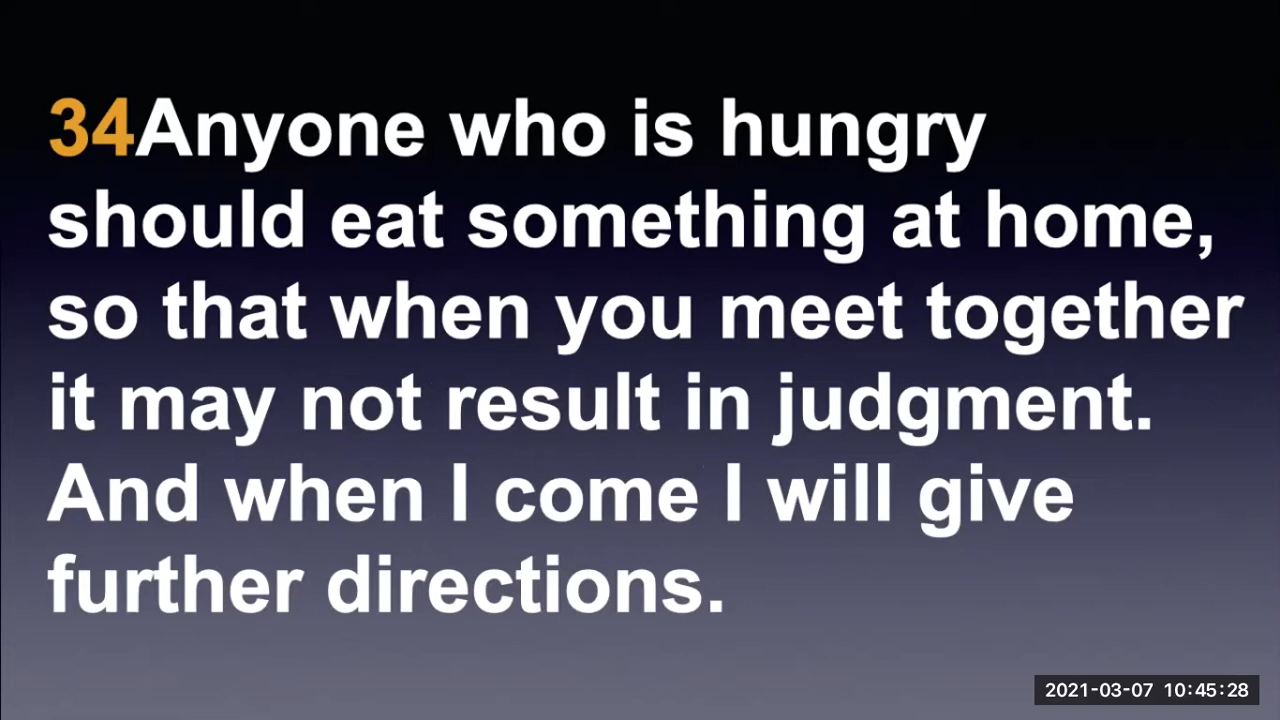 34Anyone who is hungry
should eat something at home,
so that when you meet together
it may not result in judgment.
And when I come I will give
further directions.
2021-03-07 10:45:28